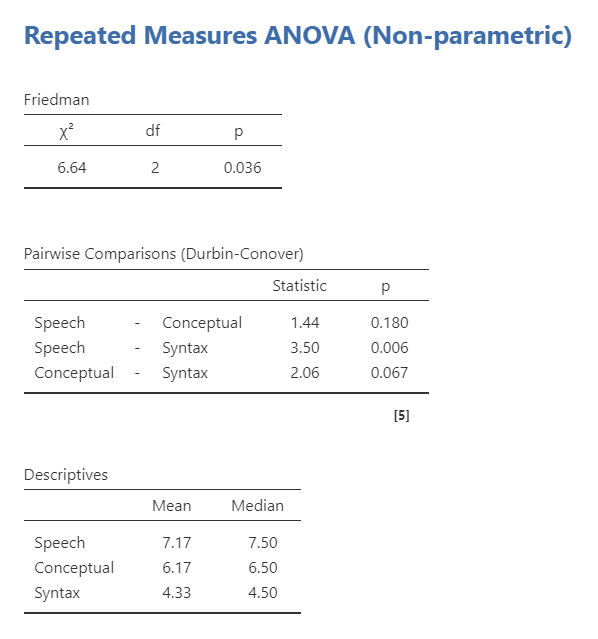 Repeated Measures ANOVA (Non-parametric)
Friedman
χ² df p
6.64 2 0.036
Pairwise Comparisons (Durbin-Conover)
Statistic p
Speech - Conceptual 1.44 0.180
Speech - Syntax 3.50 0.006
Conceptual - Syntax 2.06 0.067
[5]
Descriptives
Mean Median
Speech 7.17 7.50
Conceptual 6.17 6.50
Syntax 4.33 4.50